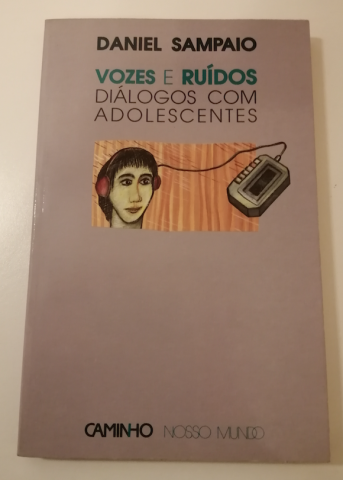 DANIEL SAMPAIO
VOZES E RUÍDOS
DIÁLOGOS COM
ADOLESCENTES
CAMINHO NOSSO MUNDO